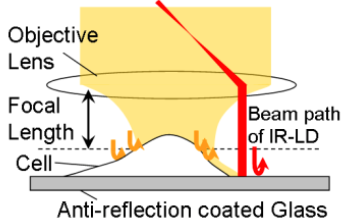 Objective
Lens
Focal
Length
Beam path
of IR-LD
Cell
Anti-reflection coated Glass